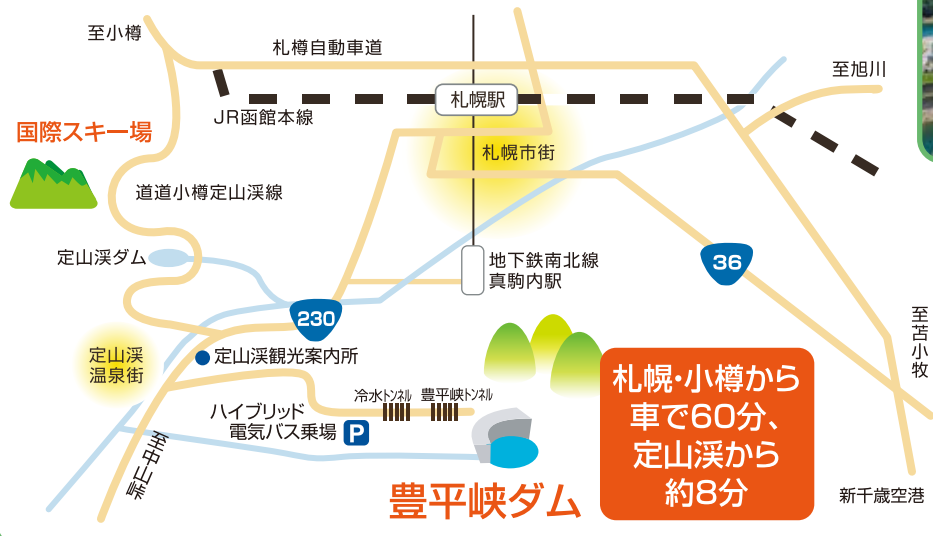 至小樽
札樽自動車道
至旭川
札幌駅
JR函館本線
国際スキー場
札幌市街
道道小樽定山渓線
定山渓ダム
地下鉄南北線
真駒内駅
36
230
至苫小牧
定山渓
温泉街
定山渓観光案内所
札幌・小樽から
車で60分、
定山渓から
約8分
冷水トンネル
豊平峡トンネル
ハイブリッド
電気バス乗場
P
至中山峠
豊平峡ダム
新千歳空港